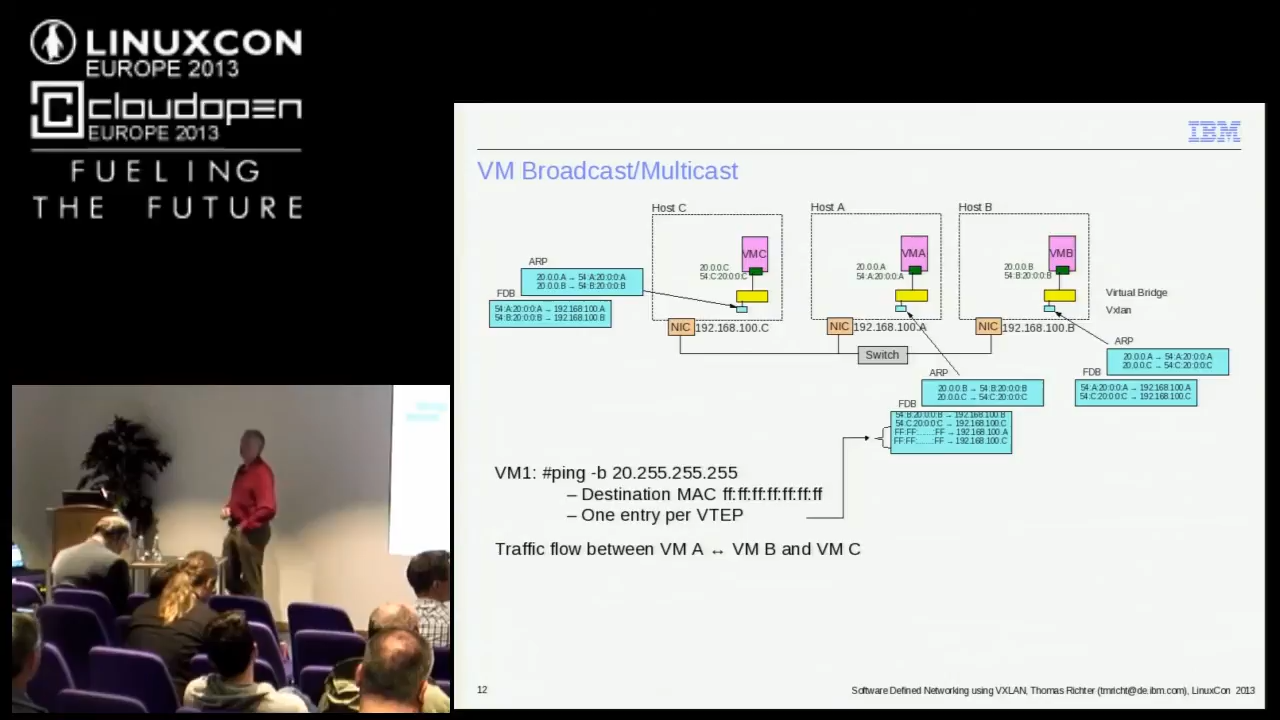 LINUXCON
EUROPE 2013
cloudopen
EUROPE 2013
FUELING
THE FUTURE
IBM
VM Broadcast/Multicast
Host C
Host A
Host B
VMC
VMA
VMB
20.0.0.C
54:C:20:0:0:C
20.0.0.A
54:A:20:0:0:A
20.0.0.B
54:B:20:0:0:B
ARP
20.0.0.A → 54:A:20:0:0:A
20.0.0.B → 54:B:20:0:0:B
FDB
54:A:20:0:0:A → 192.168.100.A
54:B:20:0:0:B → 192.168.100.B
Virtual Bridge
Vxlan
NIC 192.168.100.C
NIC 192.168.100.A
NIC 192.168.100.B
Switch
ARP
20.0.0.A → 54:A:20:0:0:A
20.0.0.C → 54:C:20:0:0:C
FDB
54:A:20:0:0:A → 192.168.100.A
54:C:20:0:0:C → 192.168.100.C
ARP
20.0.0.B → 54:B:20:0:0:B
20.0.0.C → 54:C:20:0:0:C
FDB
54:B:20:0:0:B → 192.168.100.B
54:C:20:0:0:C → 192.168.100.C
FF:FF:......:FF → 192.168.100.A
FF:FF:......:FF → 192.168.100.C
VM1: #ping -b 20.255.255.255
– Destination MAC ff:ff:ff:ff:ff:ff:ff
– One entry per VTEP
Traffic flow between VM A ↔ VM B and VM C
12
Software Defined Networking using VXLAN, Thomas Richter (tmricht@de.ibm.com), LinuxCon 2013